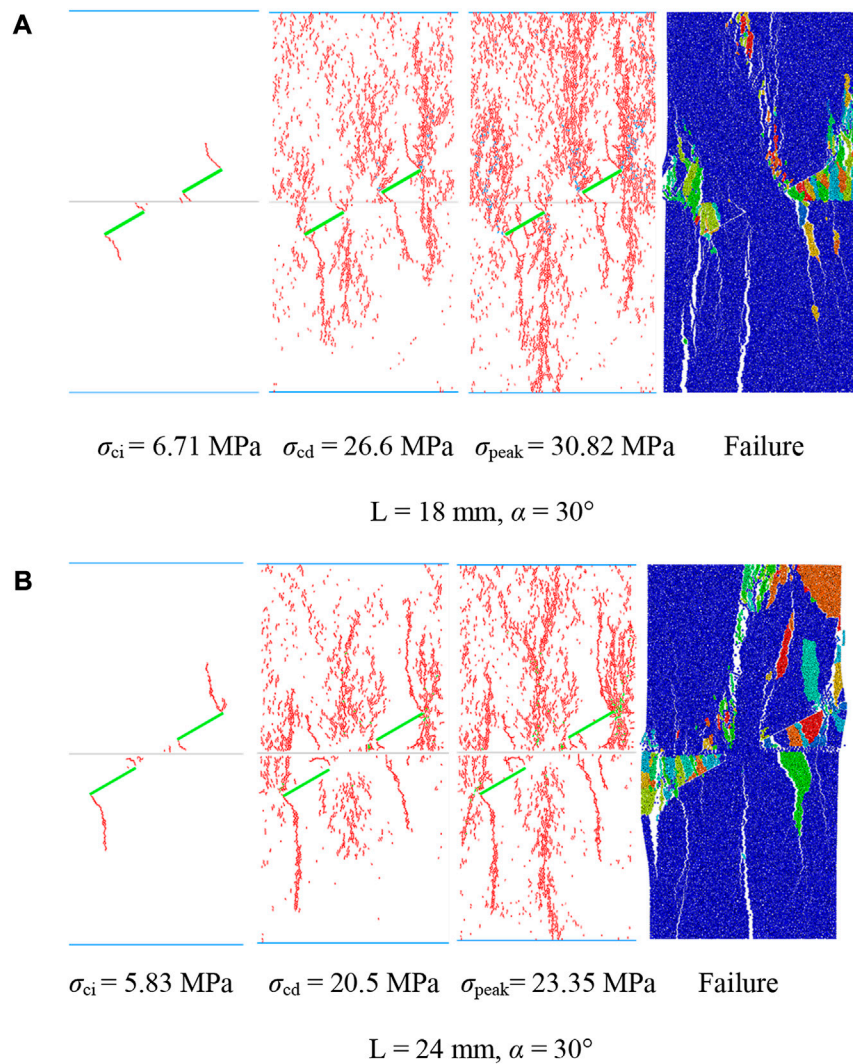 A
σci = 6.71 MPa σcd = 26.6 MPa σpeak = 30.82 MPa Failure
L = 18 mm, α = 30°
B
σci = 5.83 MPa σcd = 20.5 MPa σpeak= 23.35 MPa Failure
L = 24 mm, α = 30°